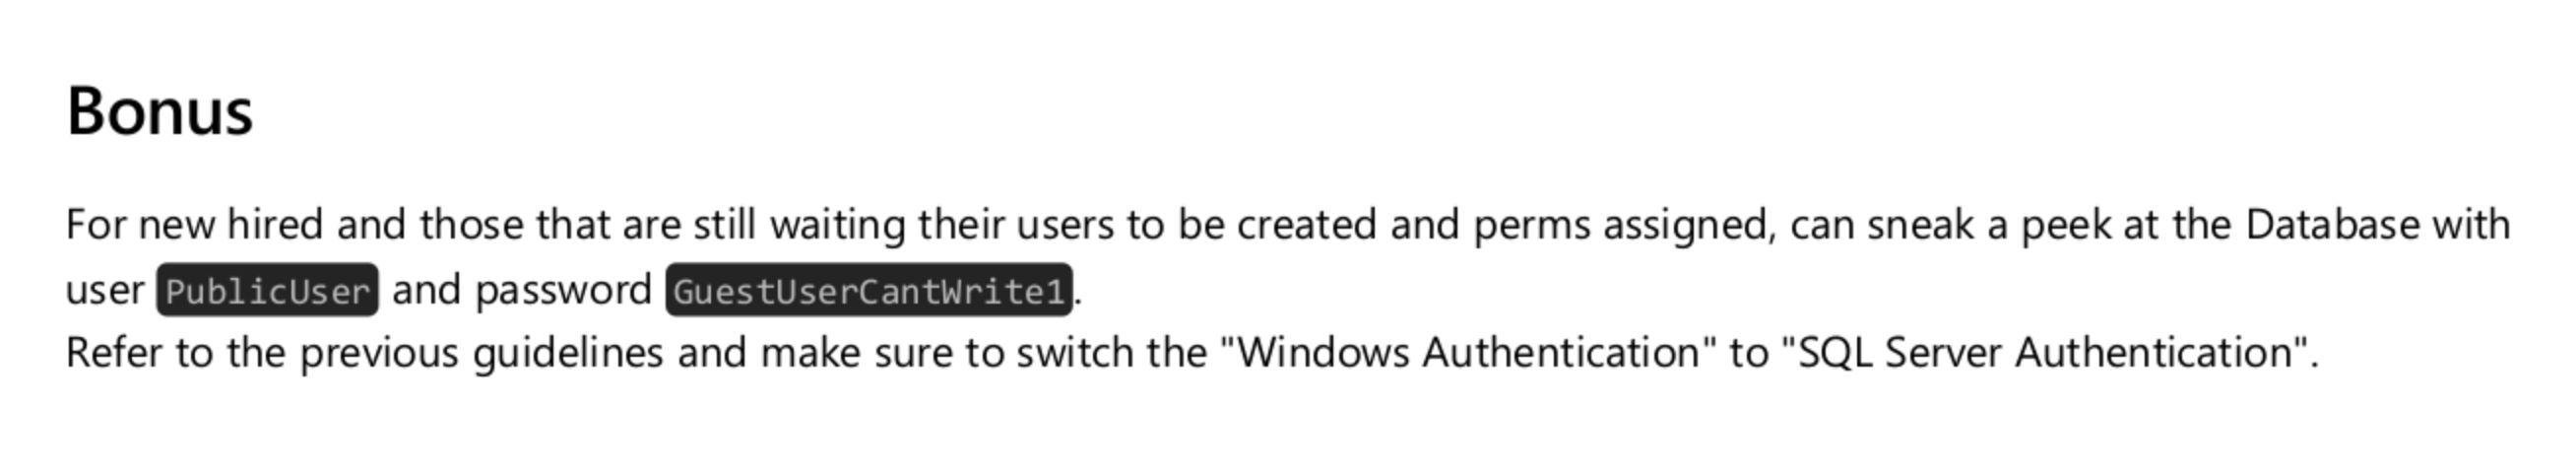 Bonus
For new hired and those that are still waiting their users to be created and perms assigned, can sneak a peek at the Database with
user PublicUser and password GuestUserCantWrite1.
Refer to the previous guidelines and make sure to switch the "Windows Authentication" to "SQL Server Authentication".